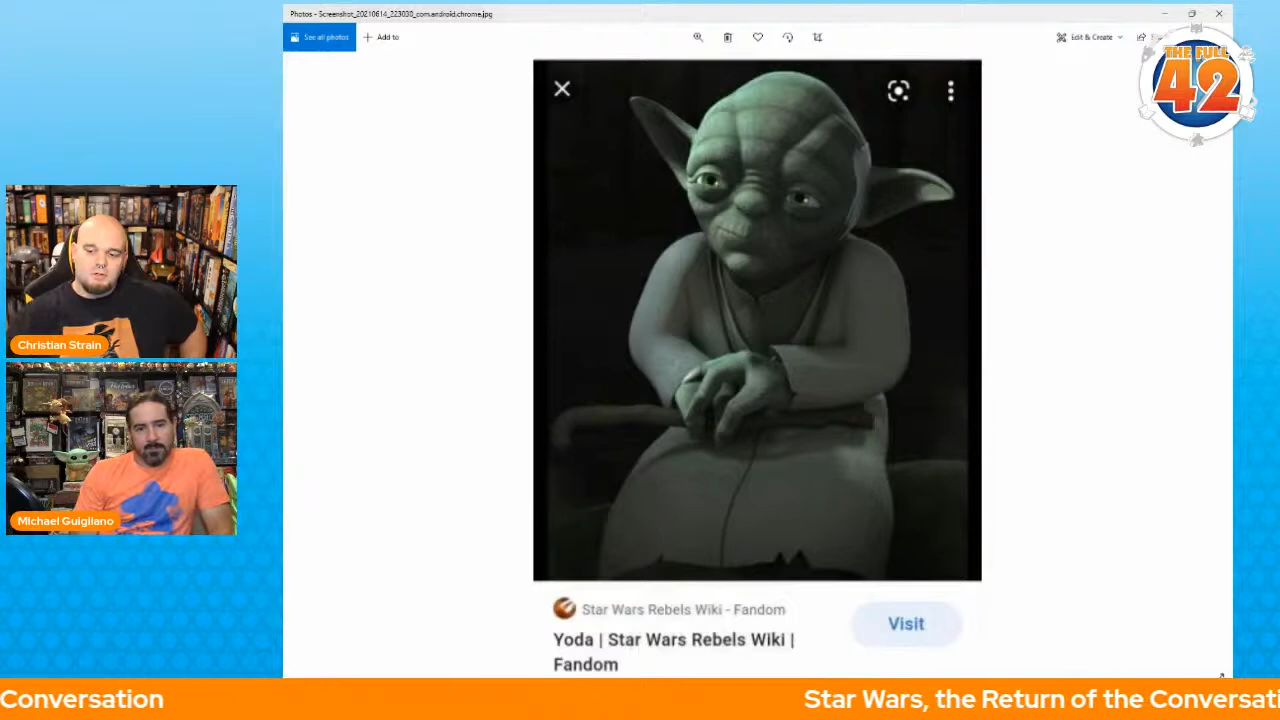 Photos - Screenshot_20210614_223030_com.android.chrome.jpg
See all photos
Add to
Edit & Create
THE FULL
42
Christian Strain
Michael Guigliano
Star Wars Rebels Wiki - Fandom
Yoda | Star Wars Rebels Wiki |
Fandom
Visit
Conversation
Star Wars, the Return of the Conversati